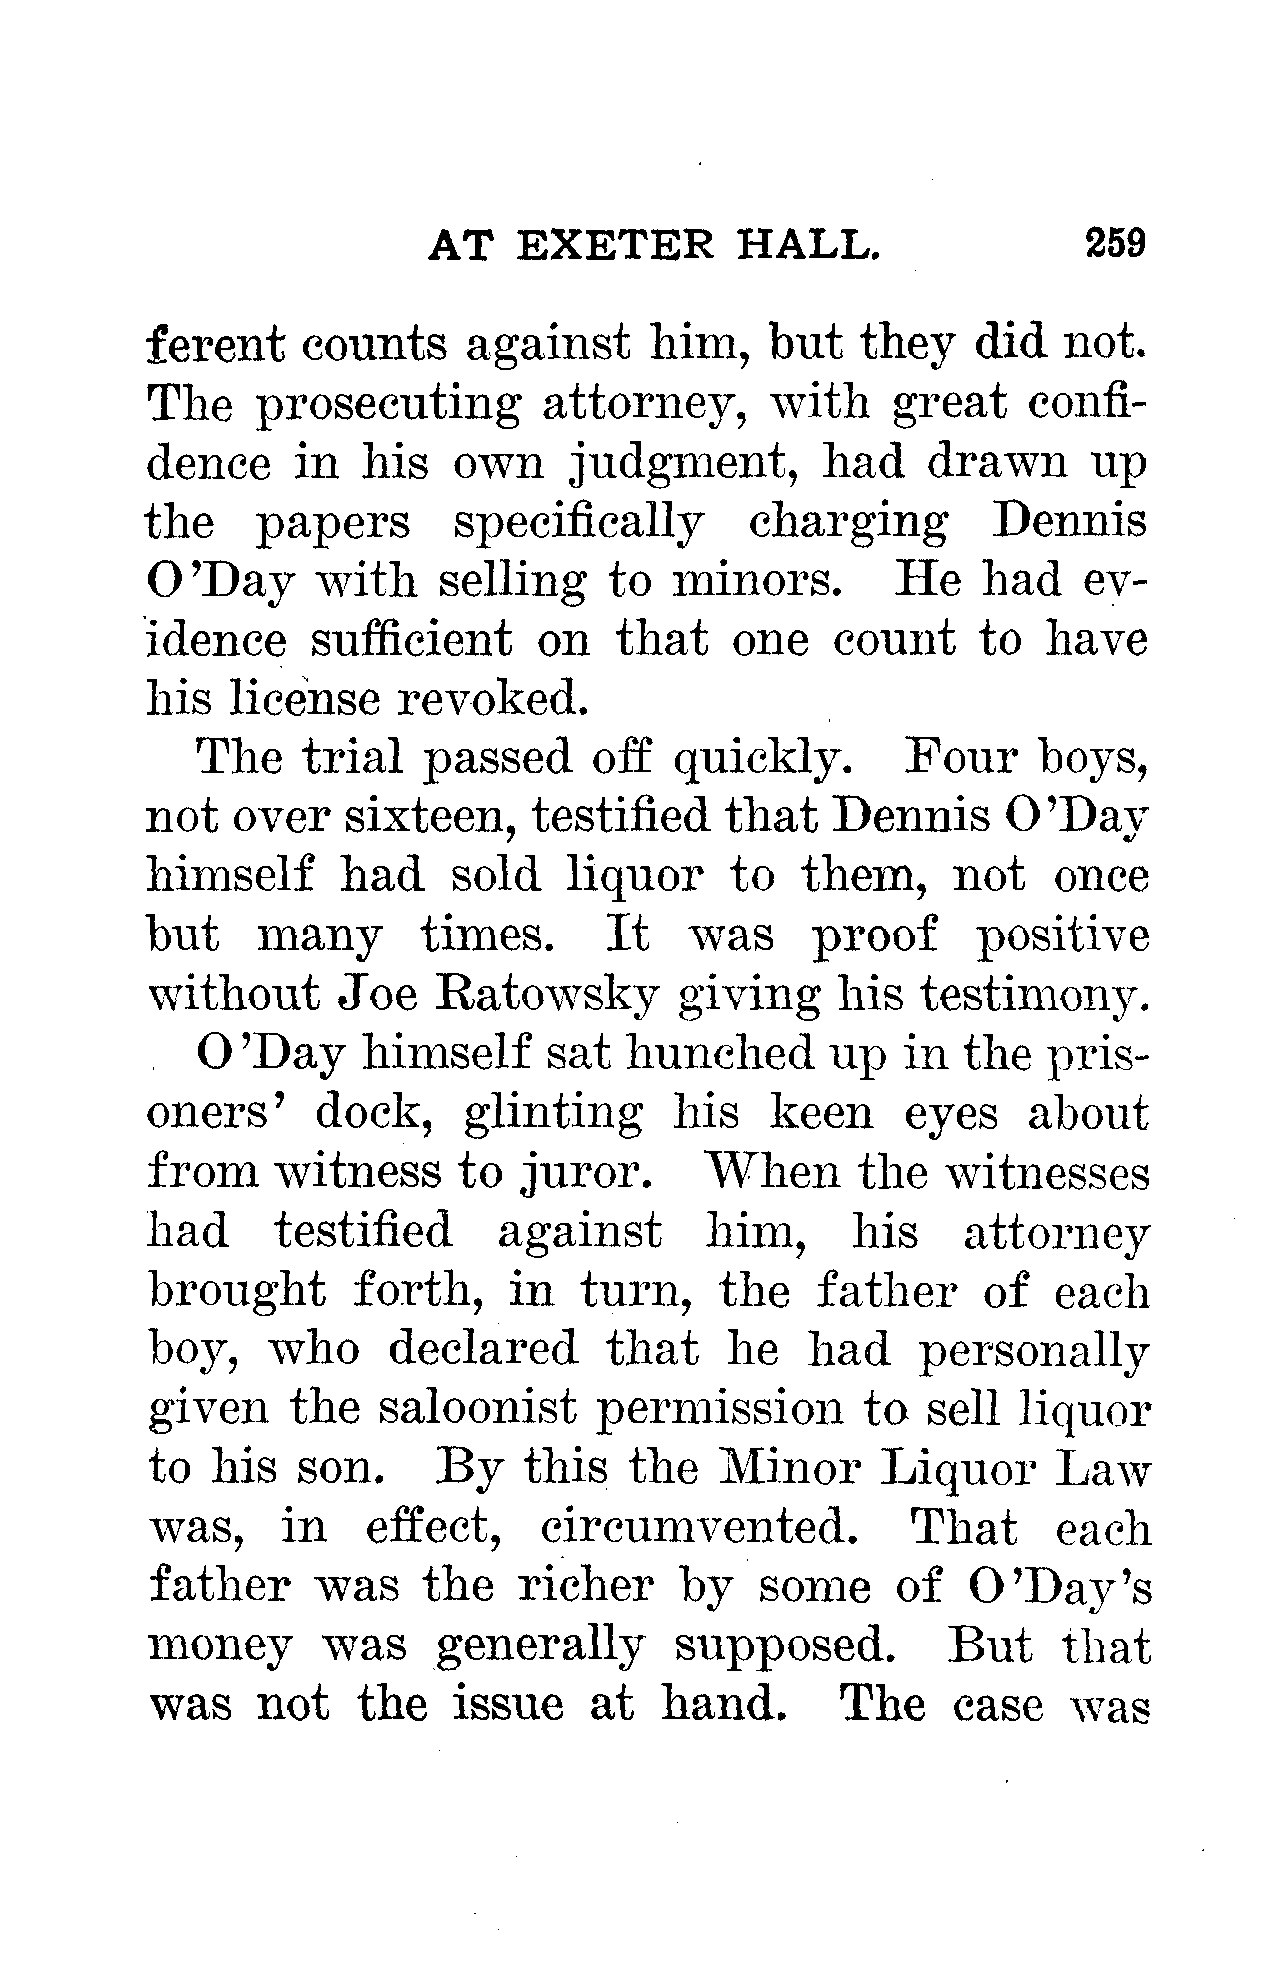 AT EXETER HALL. 259
ferent counts against him, but they did not.
The prosecuting attorney, with great confi-
dence in his own judgment, had drawn up
the papers specifically charging Dennis
O'Day with selling to minors. He had ev-
idence sufficient on that one count to have
his license revoked.
The trial passed off quickly. Four boys,
not over sixteen, testified that Dennis O'Day
himself had sold liquor to them, not once
but many times. It was proof positive
without Joe Ratowsky giving his testimony.
O'Day himself sat hunched up in the pris-
oners' dock, glinting his keen eyes about
from witness to juror. When the witnesses
had testified against him, his attorney
brought forth, in turn, the father of each
boy, who declared that he had personally
given the saloonist permission to sell liquor
to his son. By this the Minor Liquor Law
was, in effect, circumvented. That each
father was the richer by some of O'Day's
money was generally supposed. But that
was not the issue at hand. The case was